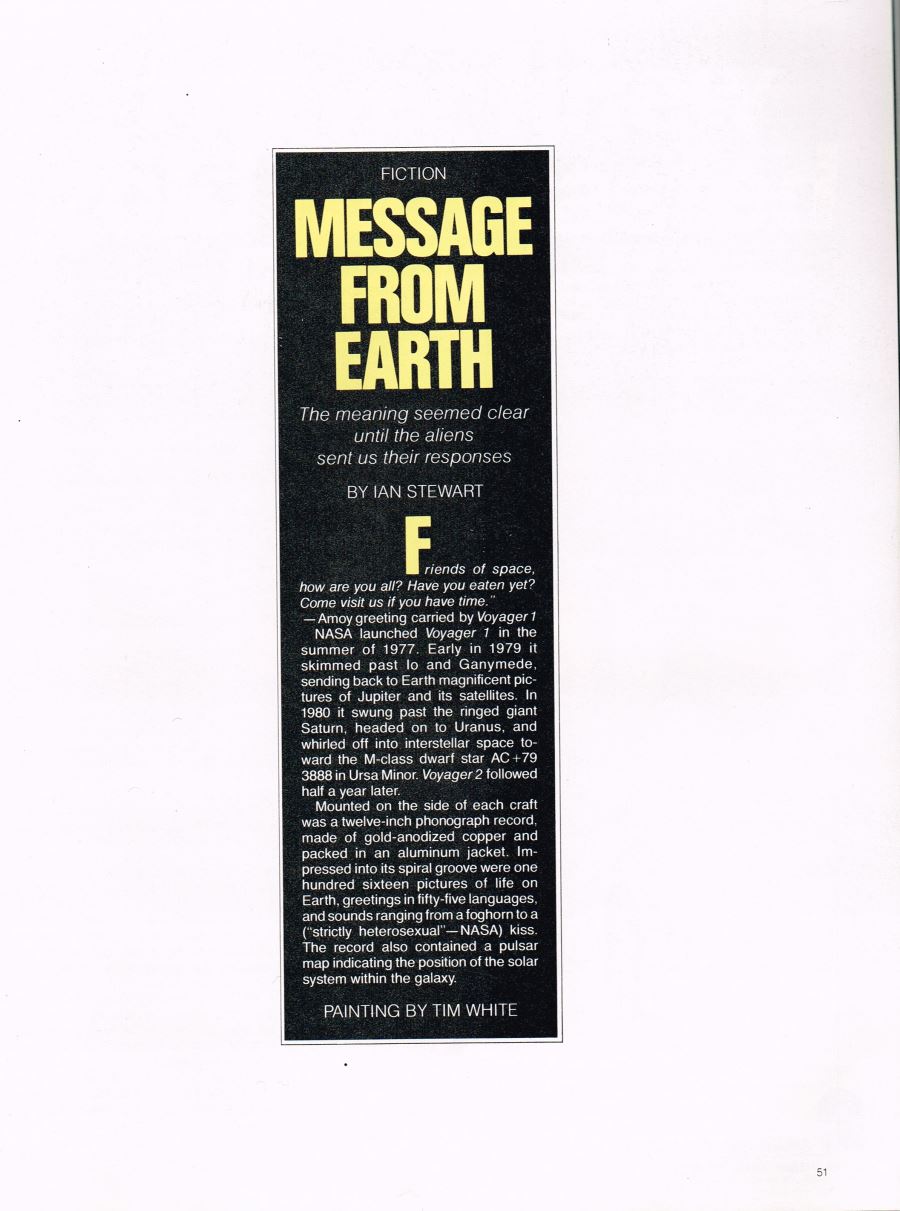 FICTION
MESSAGE
FROM
EARTH
The meaning seemed clear
until the aliens
sent us their responses
BY IAN STEWART
Friends of space,
how are you all? Have you eaten yet?
Come visit us if you have time."
—Amoy greeting carried by Voyager 1
NASA launched Voyager 1 in the
summer of 1977. Early in 1979 it
skimmed past Io and Ganymede,
sending back to Earth magnificent pic-
tures of Jupiter and its satellites. In
1980 it swung past the ringed giant
Saturn, headed on to Uranus, and
whirled off into interstellar space to-
ward the M-class dwarf star AC+79
3888 in Ursa Minor. Voyager 2 followed
half a year later.
Mounted on the side of each craft
was a twelve-inch phonograph record,
made of gold-anodized copper and
packed in an aluminum jacket. Im-
pressed into its spiral groove were one
hundred sixteen pictures of life on
Earth, greetings in fifty-five languages,
and sounds ranging from a foghorn to a
("strictly heterosexual"—NASA) kiss.
The record also contained a pulsar
map indicating the position of the solar
system within the galaxy.
PAINTING BY TIM WHITE
51